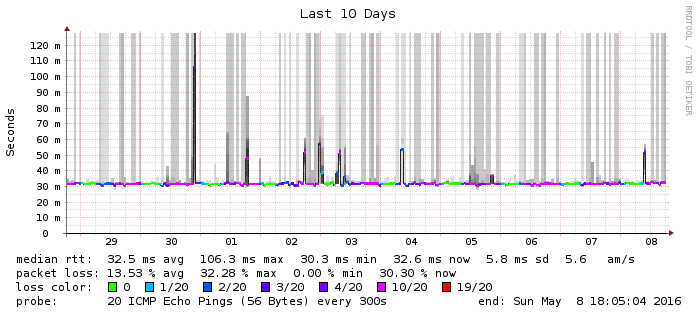 Last 10 Days
RRDTOOL / TOBI OETIKER
Seconds
120 m
110 m
100 m
90 m
80 m
70 m
60 m
50 m
40 m
30 m
20 m
10 m
0
29 30 01 02 03 04 05 06 07 08
median rtt: 32.5 ms avg 106.3 ms max 30.3 ms min 32.6 ms now 5.8 ms sd 5.6 am/s
packet loss: 13.53 % avg 32.28 % max 0.00 % min 30.30 % now
loss color: 0 1/20 2/20 3/20 4/20 10/20 19/20
probe: 20 ICMP Echo Pings (56 Bytes) every 300s end: Sun May 8 18:05:04 2016